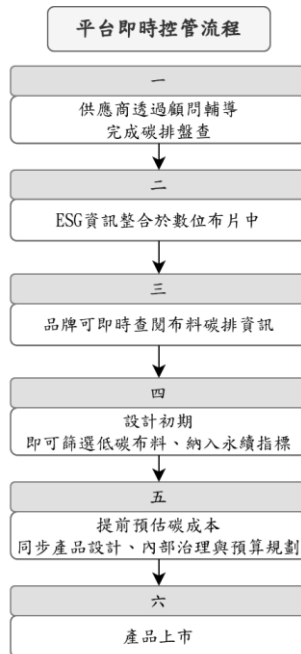 平台即時控管流程
一
供應商透過顧問輔導
完成碳排盤查
二
ESG資訊整合於數位布片中
三
品牌可即時查閱布料碳排資訊
四
設計初期
即可篩選低碳布料、納入永續指標
五
提前預估碳成本
同步產品設計、內部治理與預算規劃
六
產品上市